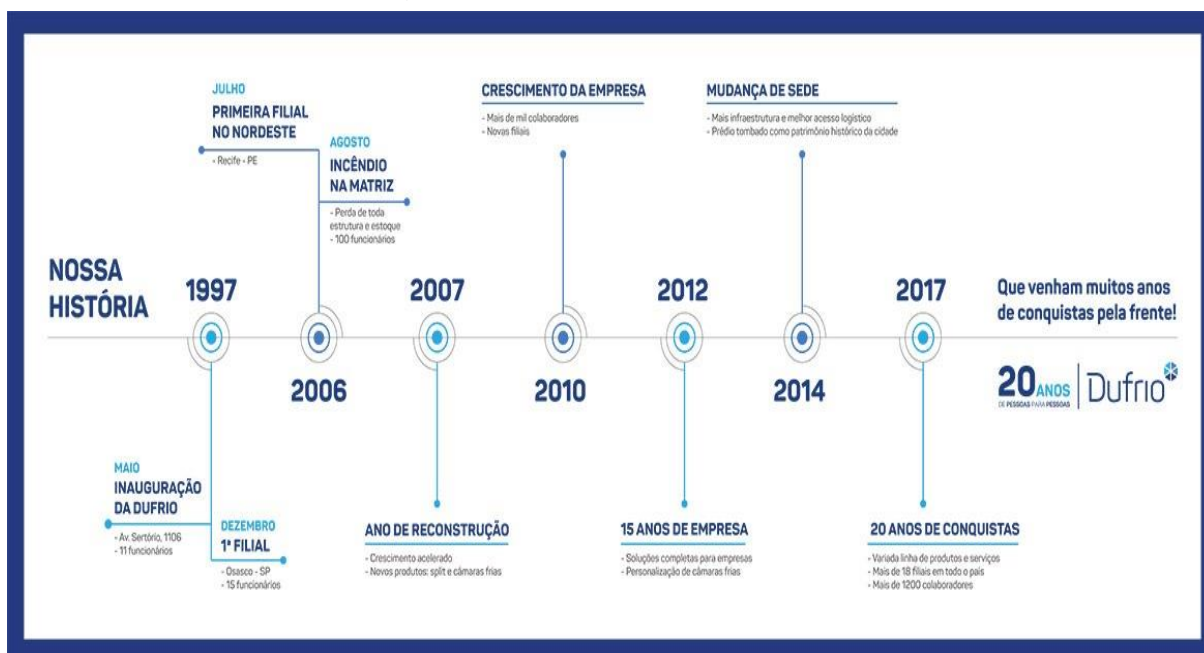 NOSSA
HISTÓRIA
1997
MAIO
INAUGURAÇÃO
DA DUFRIO
- Av. Sertório, 1106
- 11 funcionários
DEZEMBRO
1ª FILIAL
- Osasco - SP
- 15 funcionários
JULHO
PRIMEIRA FILIAL
NO NORDESTE
- Recife - PE
AGOSTO
INCÊNDIO
NA MATRIZ
- Perda de toda
estrutura e estoque
- 100 funcionários
2006
2007
ANO DE RECONSTRUÇÃO
- Crescimento acelerado
- Novos produtos: split e câmaras frias
CRESCIMENTO DA EMPRESA
- Mais de mil colaboradores
- Novas filiais
2010
2012
15 ANOS DE EMPRESA
- Soluções completas para empresas
- Personalização de câmaras frias
MUDANÇA DE SEDE
- Mais infraestrutura e melhor acesso logístico
- Prédio tombado como patrimônio histórico da cidade
2014
2017
20 ANOS DE CONQUISTAS
- Variada linha de produtos e serviços
- Mais de 18 filiais em todo o país
- Mais de 1200 colaboradores
Que venham muitos anos
de conquistas pela frente!
20 ANOS
DE PESSOAS PARA PESSOAS
Dufrio